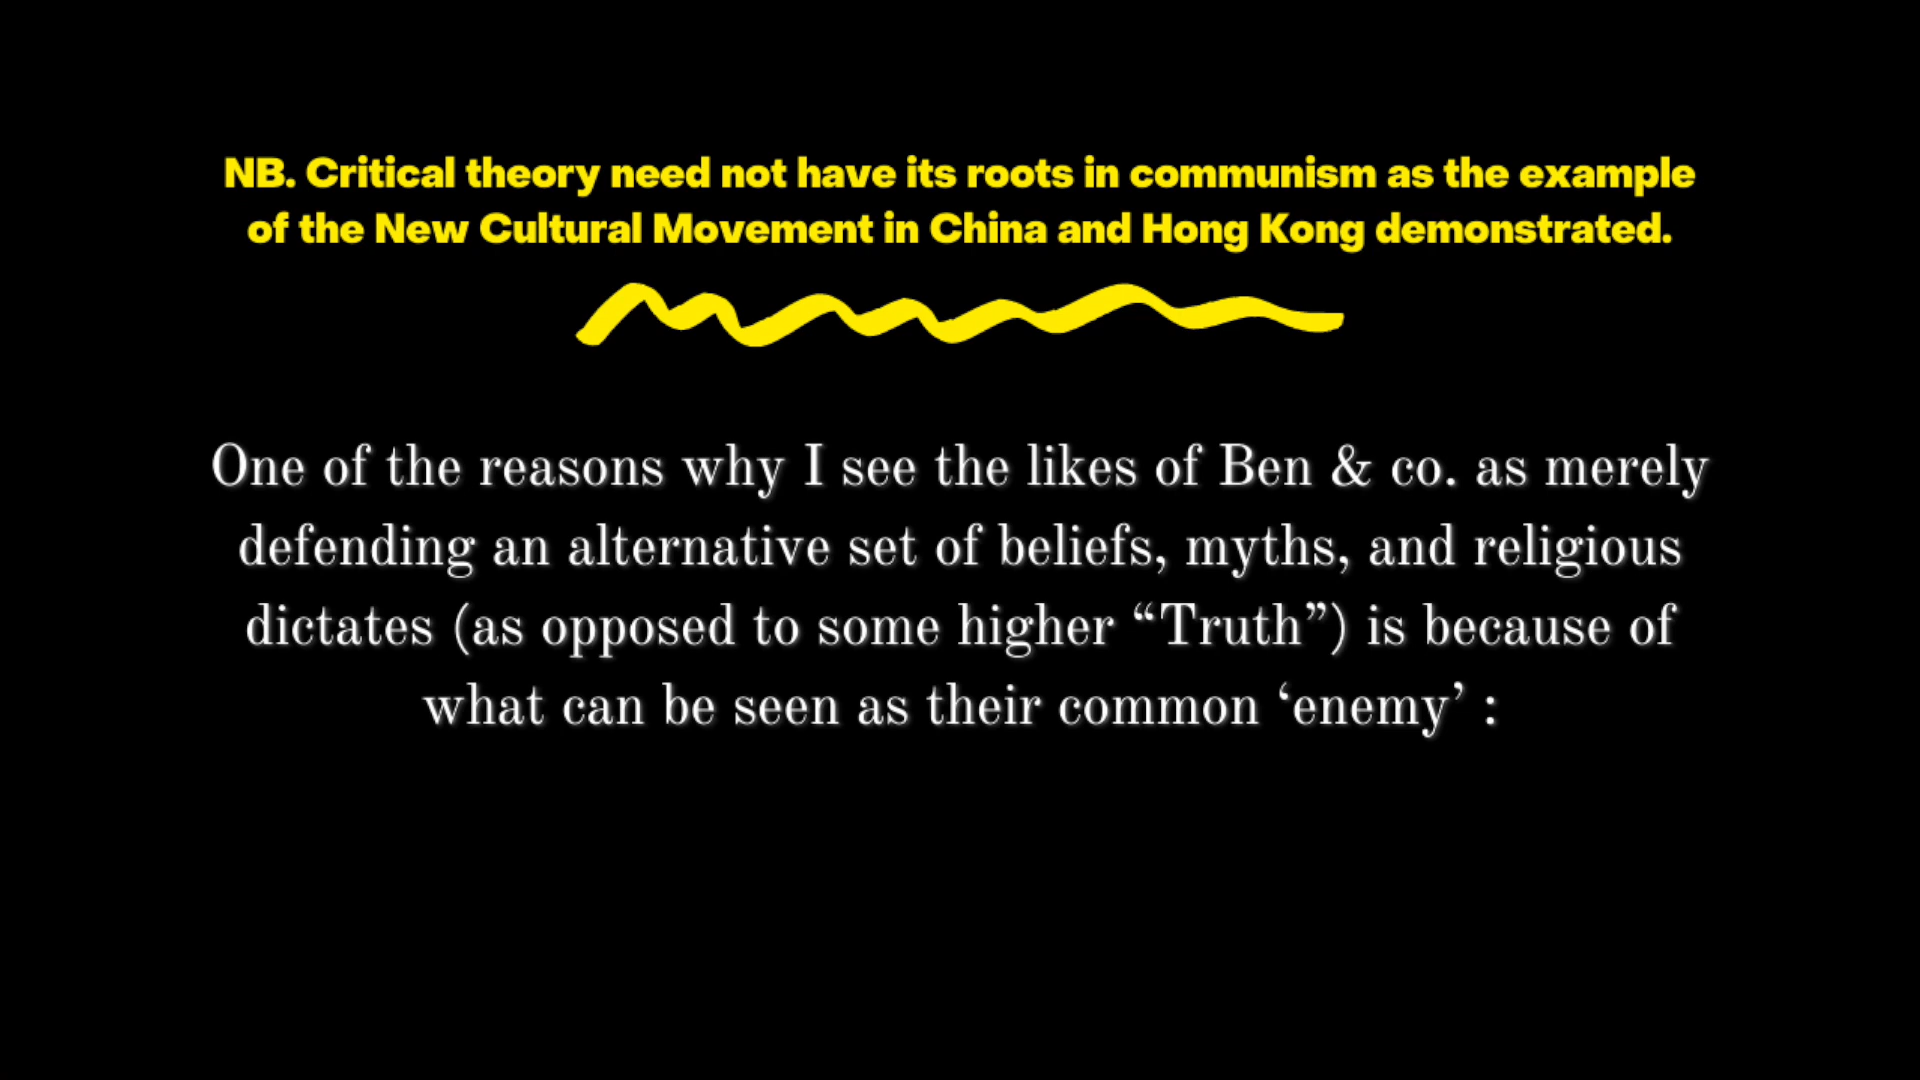 NB. Critical theory need not have its roots in communism as the example
of the New Cultural Movement in China and Hong Kong demonstrated.
One of the reasons why I see the likes of Ben & co. as merely
defending an alternative set of beliefs, myths, and religious
dictates (as opposed to some higher “Truth”) is because of
what can be seen as their common ‘enemy’ :